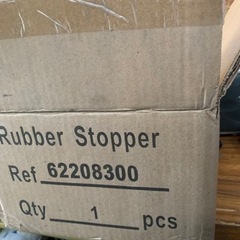 Rubber Stopper
Ref 62208300
Qty 1 pcs